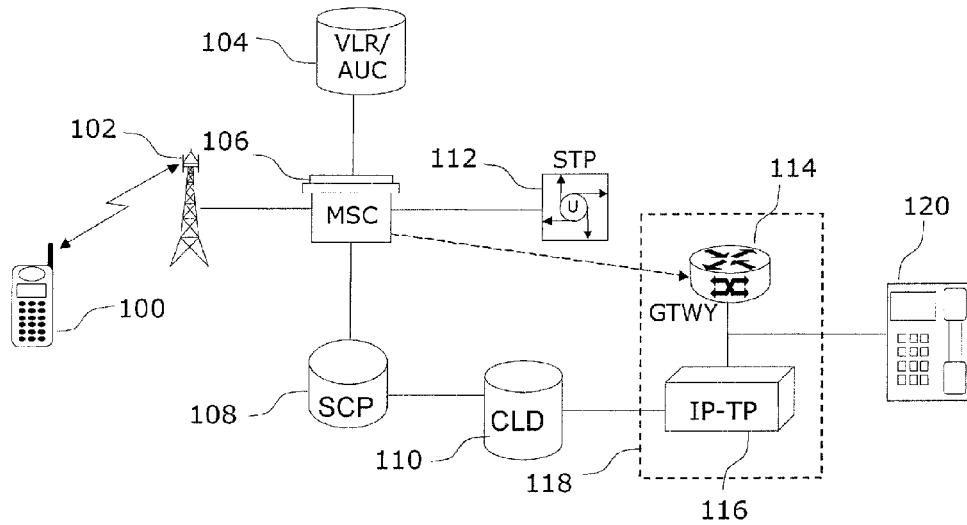 104
VLR/
AUC
102
106
112
STP
114
MSC
U
120
100
GTWY
108
SCP
CLD
IP-TP
110
118
116